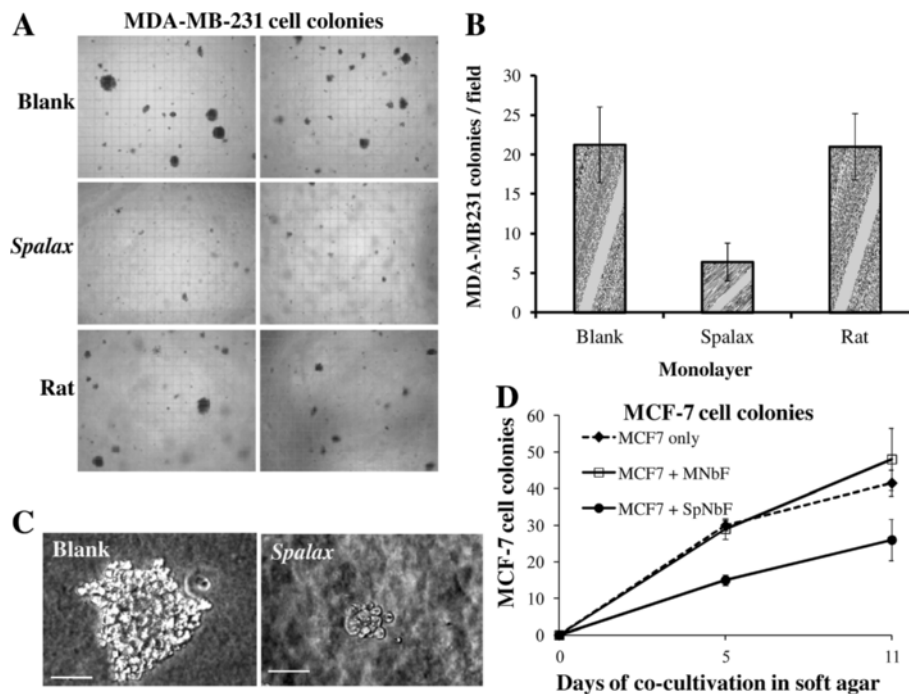 A
MDA-MB-231 cell colonies
Blank
Spalax
Rat
B
MDA-MB231 colonies / field
30
25
20
15
10
5
0
Blank Spalax Rat
Monolayer
C
Blank
Spalax
D
MCF-7 cell colonies
MCF-7 cell colonies
60
50
40
30
20
10
0
MCF7 only
MCF7 + MNbF
MCF7 + SpNbF
0 5 11
Days of co-cultivation in soft agar